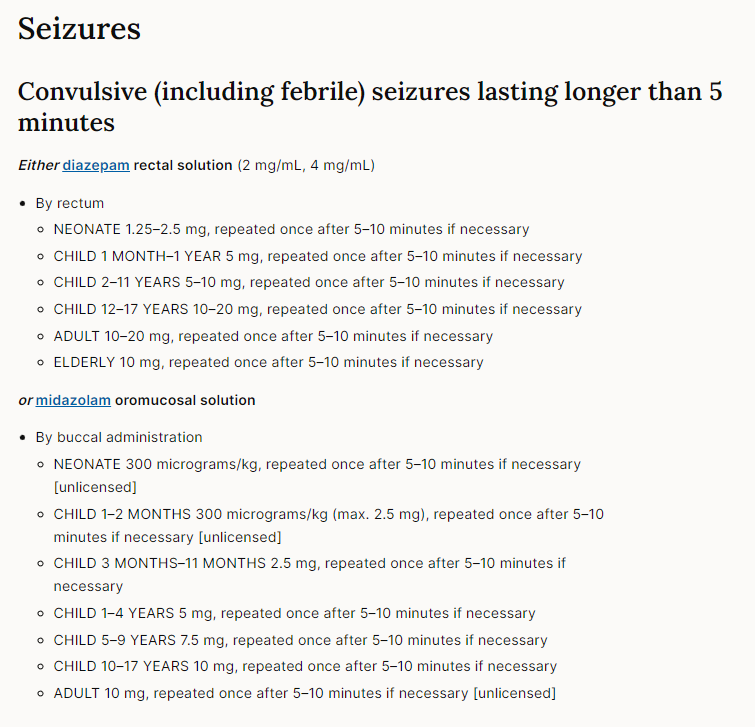 Seizures
Convulsive (including febrile) seizures lasting longer than 5
minutes
Either diazepam rectal solution (2 mg/mL, 4 mg/mL)
• By rectum
◦ NEONATE 1.25–2.5 mg, repeated once after 5–10 minutes if necessary
◦ CHILD 1 MONTH–1 YEAR 5 mg, repeated once after 5–10 minutes if necessary
◦ CHILD 2–11 YEARS 5–10 mg, repeated once after 5–10 minutes if necessary
◦ CHILD 12–17 YEARS 10–20 mg, repeated once after 5–10 minutes if necessary
◦ ADULT 10–20 mg, repeated once after 5–10 minutes if necessary
◦ ELDERLY 10 mg, repeated once after 5–10 minutes if necessary
or midazolam oromucosal solution
• By buccal administration
◦ NEONATE 300 micrograms/kg, repeated once after 5–10 minutes if necessary
[unlicensed]
◦ CHILD 1–2 MONTHS 300 micrograms/kg (max. 2.5 mg), repeated once after 5–10
minutes if necessary [unlicensed]
◦ CHILD 3 MONTHS–11 MONTHS 2.5 mg, repeated once after 5–10 minutes if
necessary
◦ CHILD 1–4 YEARS 5 mg, repeated once after 5–10 minutes if necessary
◦ CHILD 5–9 YEARS 7.5 mg, repeated once after 5–10 minutes if necessary
◦ CHILD 10–17 YEARS 10 mg, repeated once after 5–10 minutes if necessary
◦ ADULT 10 mg, repeated once after 5–10 minutes if necessary [unlicensed]